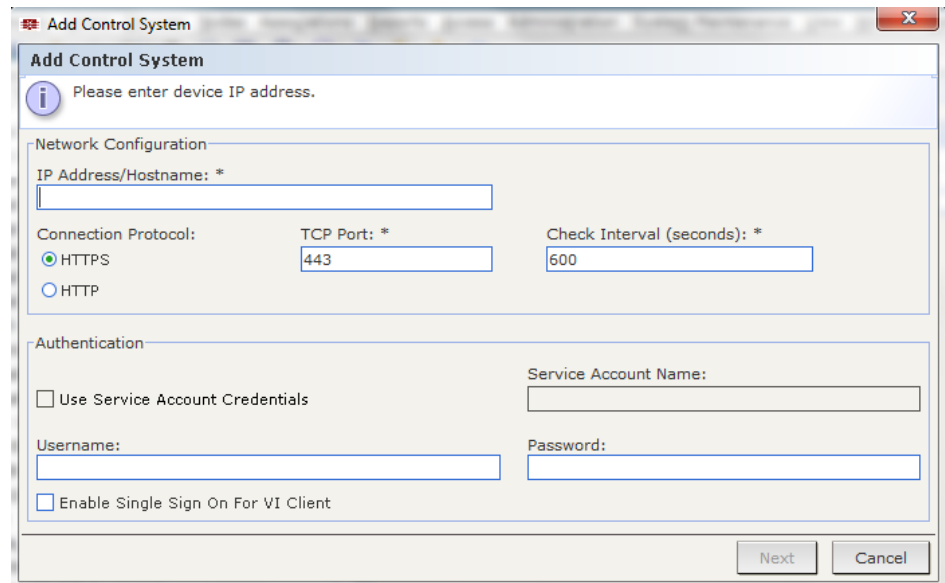 Add Control System
Add Control System
Please enter device IP address.
Network Configuration
IP Address/Hostname: *
Connection Protocol: TCP Port: * Check Interval (seconds): *
HTTPS 443 600
HTTP
Authentication
Service Account Name:
Use Service Account Credentials
Username: Password:
Enable Single Sign On For VI Client
Next Cancel